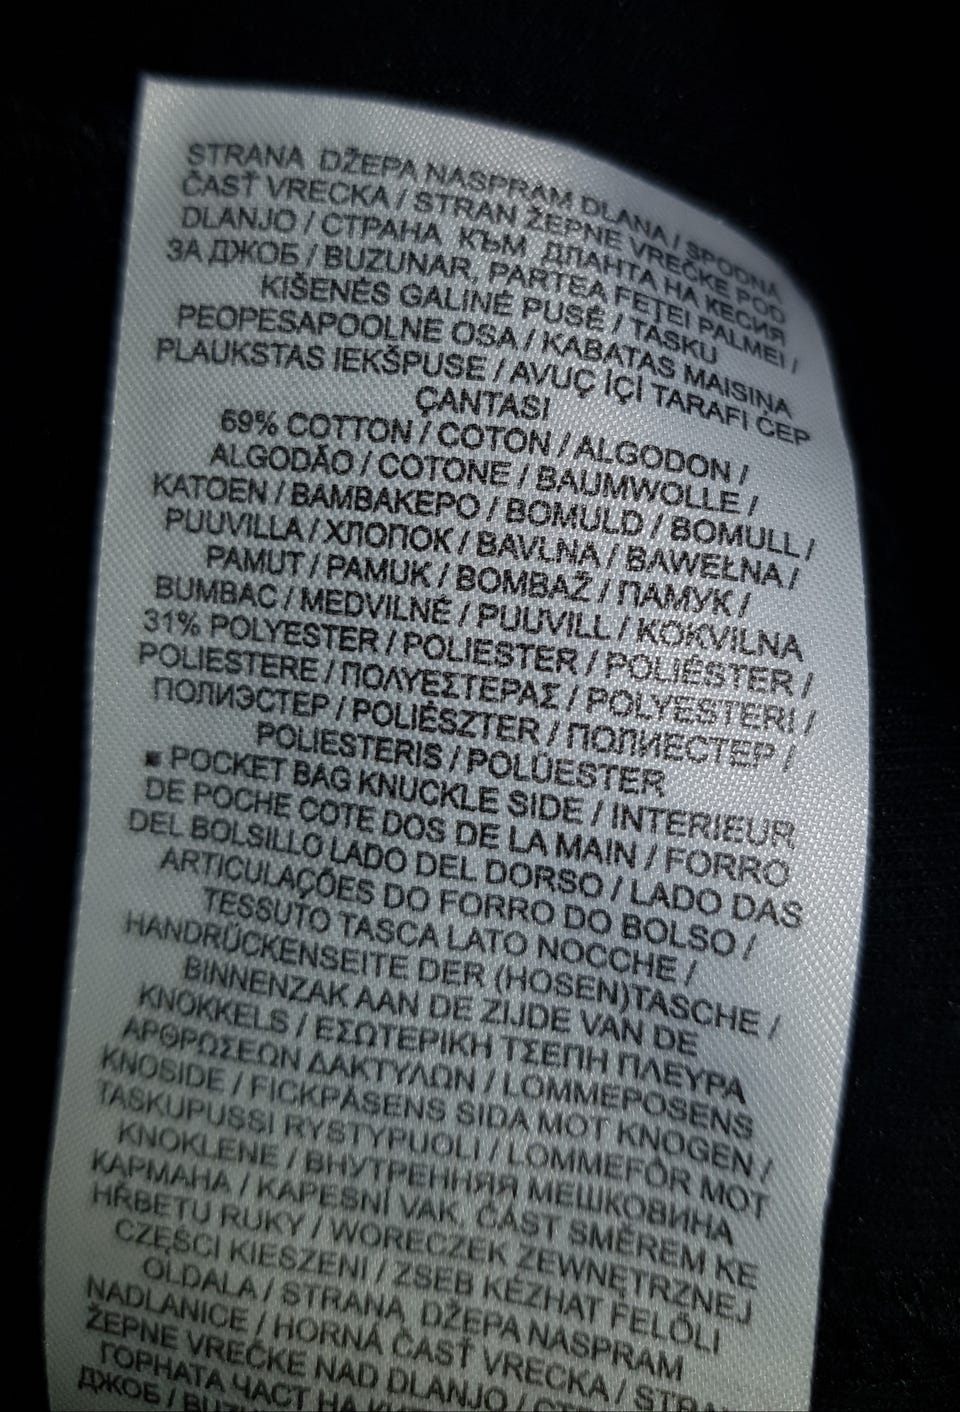 STRANA DŽEPA NASPRAM DLANA / SPODNÁ
ČASŤ VRECKA / STRAN ŽEPNE VREČKE POD
DLANJO / СТРАНА КЪМ ДЛАНТА НА КЕСИЯ
ЗА ДЖОБ / BUZUNAR, PARTEA FEŢEI PALMEI /
KIŠENĖS GALINĖ PUSĖ / TASKU
PEOPESAPOOLNE OSA / KABATAS MAISIŅA
PLAUKSTAS IEKŠPUSE / AVUÇ İÇİ TARAFI CEP
ÇANTASI
69% COTTON / COTON / ALGODON /
ALGODÃO / COTONE / BAUMWOLLE /
KATOEN / BAMBAKEPO / BOMULD / BOMULL /
PUUVILLA / ХЛОПОК / BAVLNA / BAWEŁNA /
PAMUT / PAMUK / BOMBAŽ / ПАМУК /
BUMBAC / MEDVILNĖ / PUUVILL / KOKVILNA
31% POLYESTER / POLIESTER / POLIÉSTER /
POLIESTERE / ΠΟΛΥΕΣΤΕΡΑΣ / POLYESTERI /
ПОЛИЭСТЕР / POLIÉSZTER / ПОЛИЕСТЕР /
POLIESTERIS / POLÜESTER
▪ POCKET BAG KNUCKLE SIDE / INTERIEUR
DE POCHE COTE DOS DE LA MAIN / FORRO
DEL BOLSILLO LADO DEL DORSO / LADO DAS
ARTICULAÇÕES DO FORRO DO BOLSO /
TESSUTO TASCA LATO NOCCHE /
HANDRÜCKENSEITE DER (HOSEN)TASCHE /
BINNENZAK AAN DE ZIJDE VAN DE
KNOKKELS / ΕΣΩΤΕΡΙΚΗ ΤΣΕΠΗ ΠΛΕΥΡΑ
ΑΡΘΡΩΣΕΩΝ ΔΑΚΤΥΛΩΝ / LOMMEPOSENS
KNOSIDE / FICKPÅSENS SIDA MOT KNOGEN /
TASKUPUSSI RYSTYPUOLI / LOMMEFÔR MOT
KNOKLENE / ВНУТРЕННЯЯ МЕШКОВИНА
КАРМАНА / KAPESNÍ VAK, ČÁST SMĚREM KE
HŘBETU RUKY / WORECZEK ZEWNĘTRZNEJ
CZĘŚCI KIESZENI / ZSEB KÉZHÁT FELŐLI
OLDALA / STRANA DŽEPA NASPRAM
NADLANICE / HORNÁ ČASŤ VRECKA / STRAN
ŽEPNE VREČKE NAD DLANJO /
ГОРНАТА ЧАСТ НА
ДЖОБ /